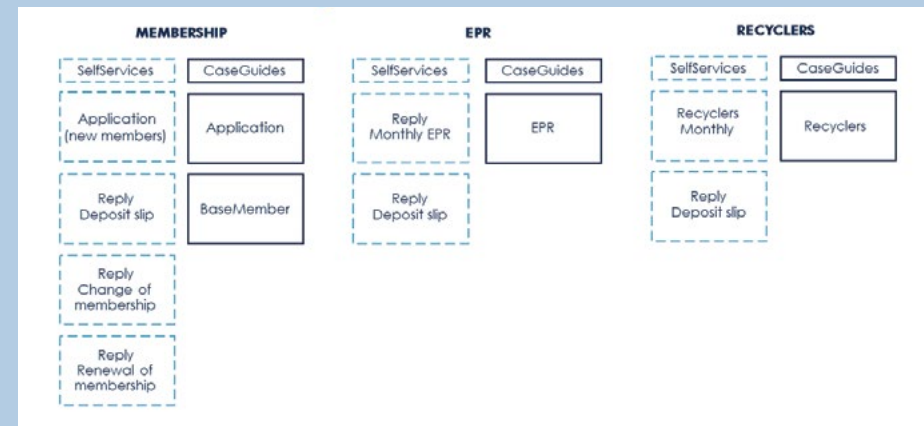 MEMBERSHIP
SelfServices
CaseGuides
Application
(new members)
Application
Reply
Deposit slip
BaseMember
Reply
Change of
membership
Reply
Renewal of
membership
EPR
SelfServices
CaseGuides
Reply
Monthly EPR
EPR
Reply
Deposit slip
RECYCLERS
SelfServices
CaseGuides
Recyclers
Monthly
Recyclers
Reply
Deposit slip